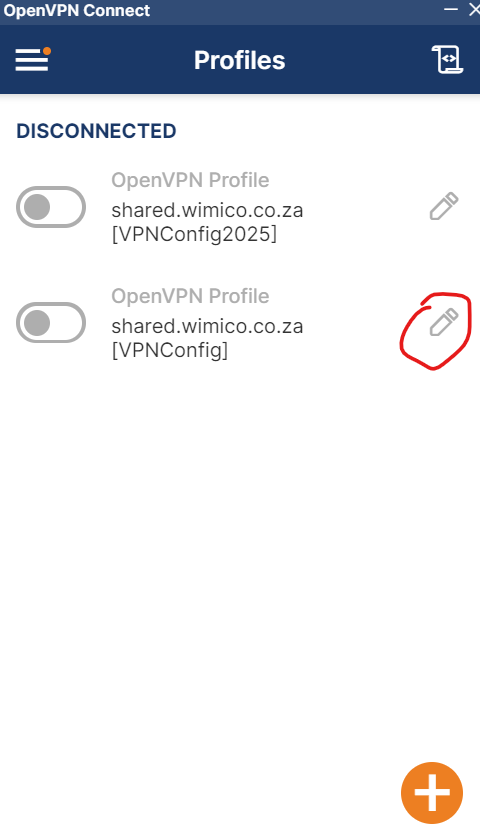 OpenVPN Connect
Profiles
DISCONNECTED
OpenVPN Profile
shared.wimico.co.za
[VPNConfig2025]
OpenVPN Profile
shared.wimico.co.za
[VPNConfig]